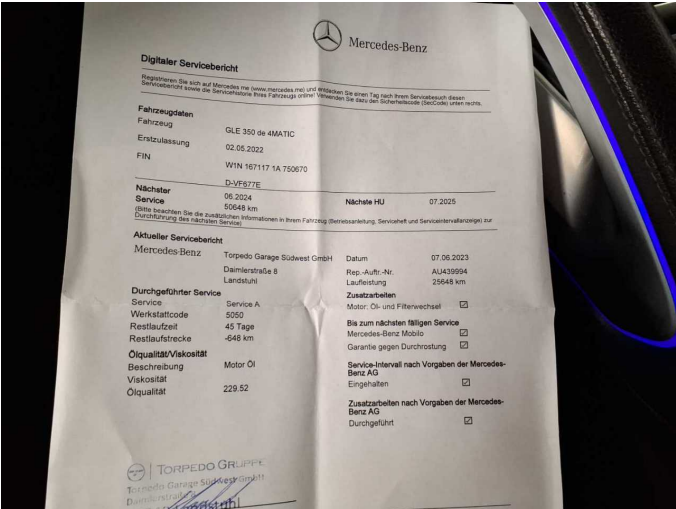 Mercedes-Benz
Digitaler Servicebericht
Registrieren Sie sich auf Mercedes me (www.mercedes.me) und entdecken Sie einen Tag nach Ihrem Servicebesuch diesen
Servicebericht sowie die Servicehistorie Ihres Fahrzeugs online! Verwenden Sie dazu den Sicherheitscode (SecCode) unten rechts.
Fahrzeugdaten
Fahrzeug GLE 350 de 4MATIC
Erstzulassung 02.05.2022
FIN W1N 167117 1A 750670
D-VF677E
Nächster Service 06.2024 50648 km
Nächste HU 07.2025
(Bitte beachten Sie die zusätzlichen Informationen in Ihrem Fahrzeug (Betriebsanleitung, Serviceheft und Serviceintervallanzeige) zur
Durchführung des nächsten Service)
Aktueller Servicebericht
Mercedes-Benz Torpedo Garage Südwest GmbH
Daimlerstraße 8
Landstuhl
Datum 07.06.2023
Rep.-Auftr.-Nr. AU439994
Laufleistung 25648 km
Durchgeführter Service
Service Service A
Werkstattcode 5050
Restlaufzeit 45 Tage
Restlaufstrecke -648 km
Ölqualität/Viskosität
Beschreibung Motor Öl
Viskosität
Ölqualität 229.52
Zusatzarbeiten
Motor: Öl- und Filterwechsel ☑
Bis zum nächsten fälligen Service
Mercedes-Benz Mobilo ☑
Garantie gegen Durchrostung ☑
Service-Intervall nach Vorgaben der Mercedes-
Benz AG
Eingehalten ☑
Zusatzarbeiten nach Vorgaben der Mercedes-
Benz AG
Durchgeführt ☑
TORPEDO GRUPPE
Torpedo Garage Südwest GmbH
Daimlerstraße